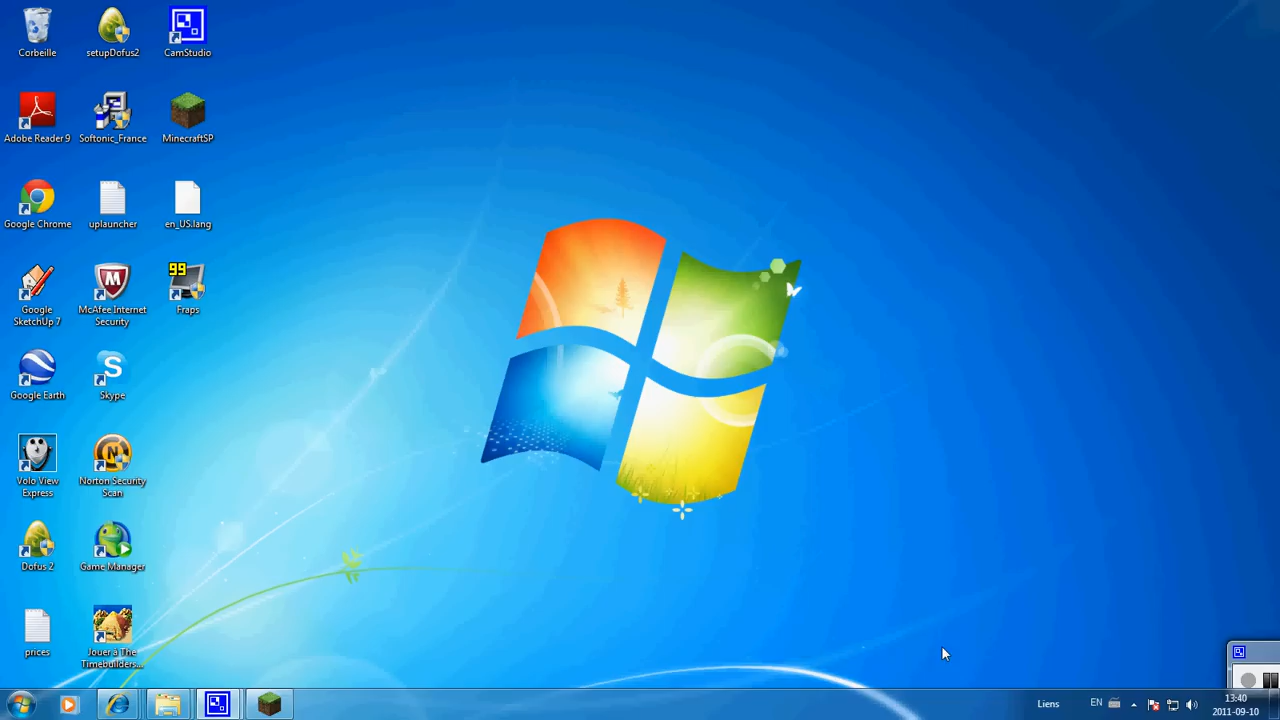 Corbeille
setupDofus2
CamStudio
Adobe Reader 9
Softonic_France
MinecraftSP
Google Chrome
uplauncher
en_US.lang
99
Google
SketchUp 7
McAfee Internet
Security
Fraps
Google Earth
Skype
Volo View
Express
Norton Security
Scan
Dofus 2
Game Manager
prices
Jouer à The
Timebuilders...
Liens
EN
13:40
2011-09-10